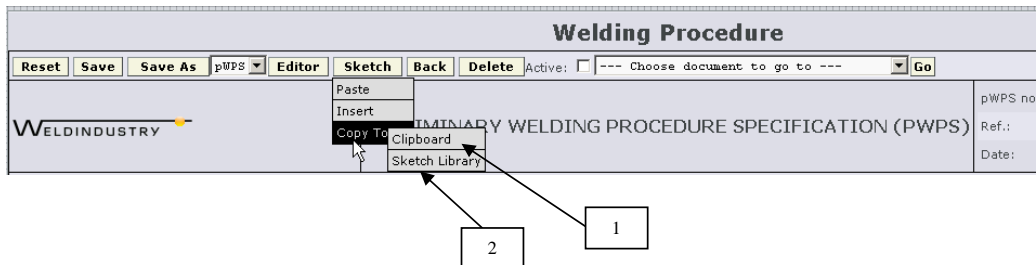 Welding Procedure
Reset Save Save As pWPS Editor Sketch Back Delete Active: --- Choose document to go to --- Go
Paste
Insert
Copy To
Clipboard
Sketch Library
WELDINDUSTRY
IMINARY WELDING PROCEDURE SPECIFICATION (PWPS)
pWPS no
Ref.:
Date:
1
2